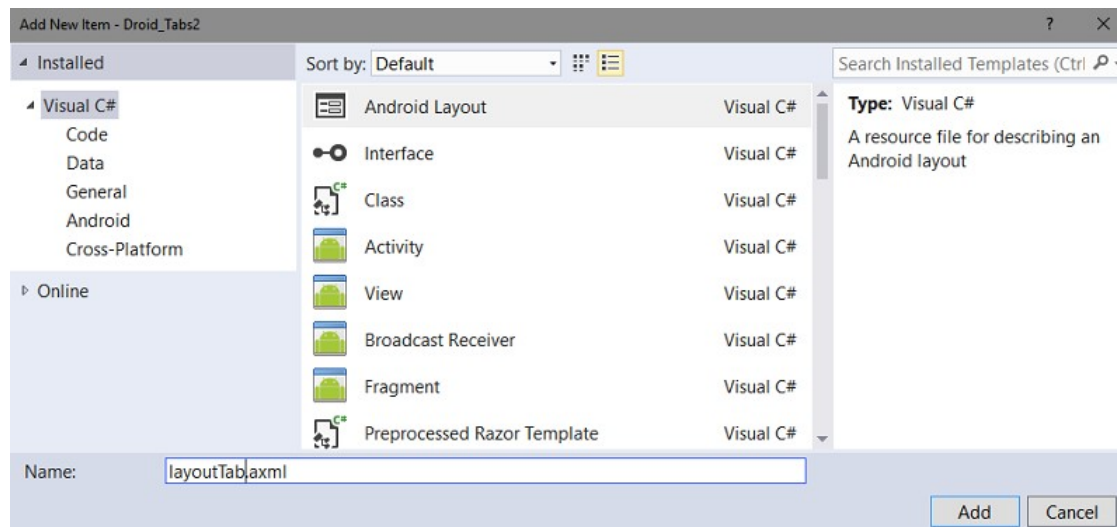 Add New Item - Droid_Tabs2
?
Installed
Sort by: Default
Search Installed Templates (Ctrl
Visual C#
Code
Data
General
Android
Cross-Platform
Online
Android Layout Visual C#
Interface Visual C#
Class Visual C#
Activity Visual C#
View Visual C#
Broadcast Receiver Visual C#
Fragment Visual C#
Preprocessed Razor Template Visual C#
Type: Visual C#
A resource file for describing an
Android layout
Name: layoutTab.axml
Add Cancel